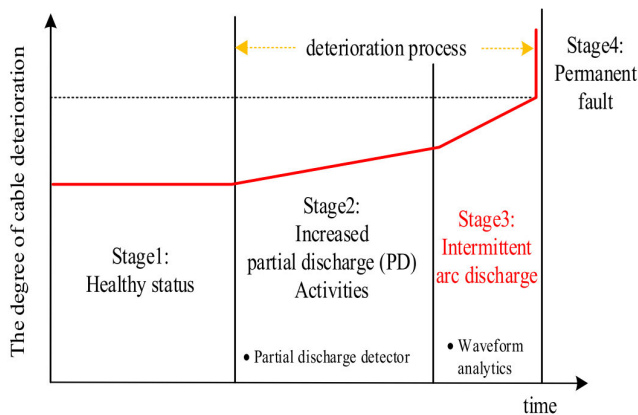 The degree of cable deterioration
deterioration process
Stage4:
Permanent
fault
Stage1:
Healthy status
Stage2:
Increased
partial discharge (PD)
Activities
Stage3:
Intermittent
arc discharge
• Partial discharge detector
• Waveform
analytics
time